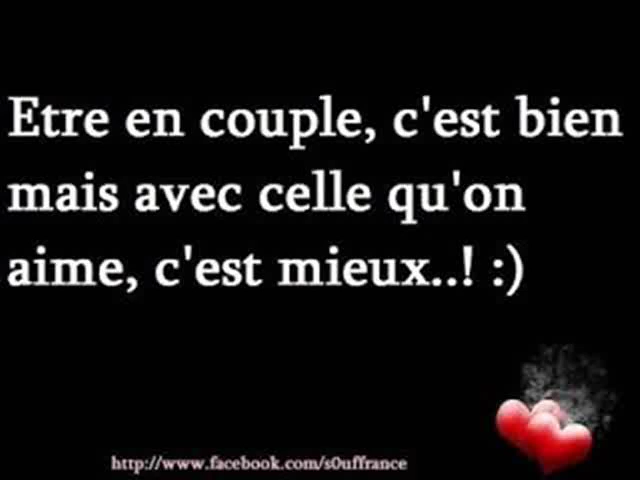 Etre en couple, c'est bien
mais avec celle qu'on
aime, c'est mieux..! :)
http://www.facebook.com/s0uffrance